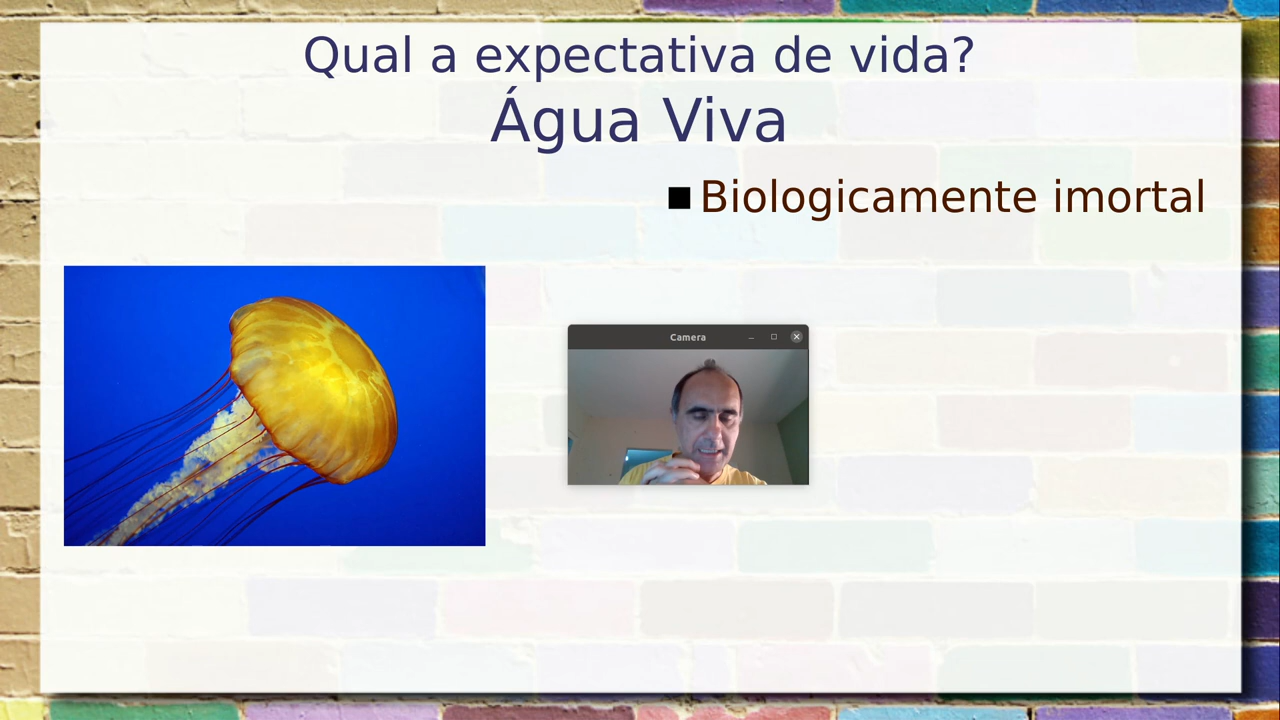 Qual a expectativa de vida?
Água Viva
Biologicamente imortal
Camera